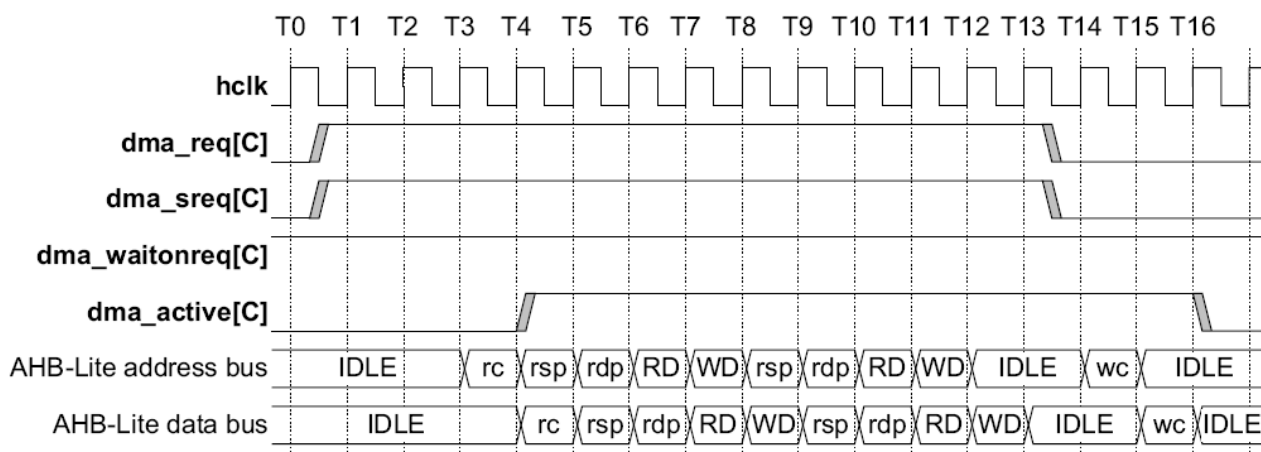 T0 T1 T2 T3 T4 T5 T6 T7 T8 T9 T10 T11 T12 T13 T14 T15 T16
hclk
dma_req[C]
dma_sreq[C]
dma_waitonreq[C]
dma_active[C]
AHB-Lite address bus IDLE rc rsp rdp RD WD rsp rdp RD WD IDLE wc IDLE
AHB-Lite data bus IDLE rc rsp rdp RD WD rsp rdp RD WD IDLE wc IDLE